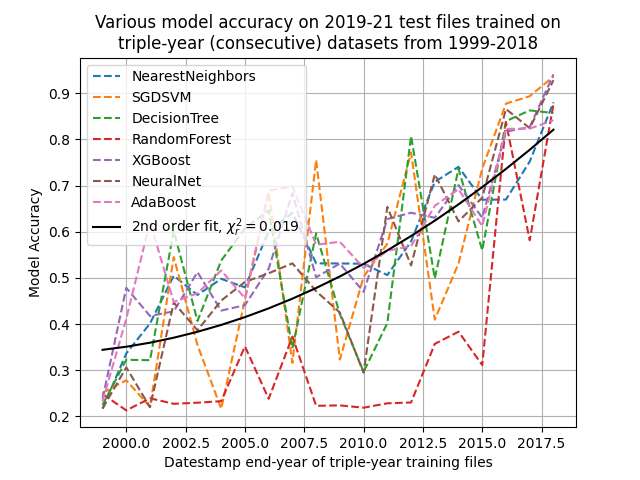 Various model accuracy on 2019-21 test files trained on
triple-year (consecutive) datasets from 1999-2018
NearestNeighbors
SGDSVM
DecisionTree
RandomForest
XGBoost
NeuralNet
AdaBoost
2nd order fit, χ²ᵣ = 0.019
Model Accuracy
0.9
0.8
0.7
0.6
0.5
0.4
0.3
0.2
2000.0 2002.5 2005.0 2007.5 2010.0 2012.5 2015.0 2017.5
Datestamp end-year of triple-year training files